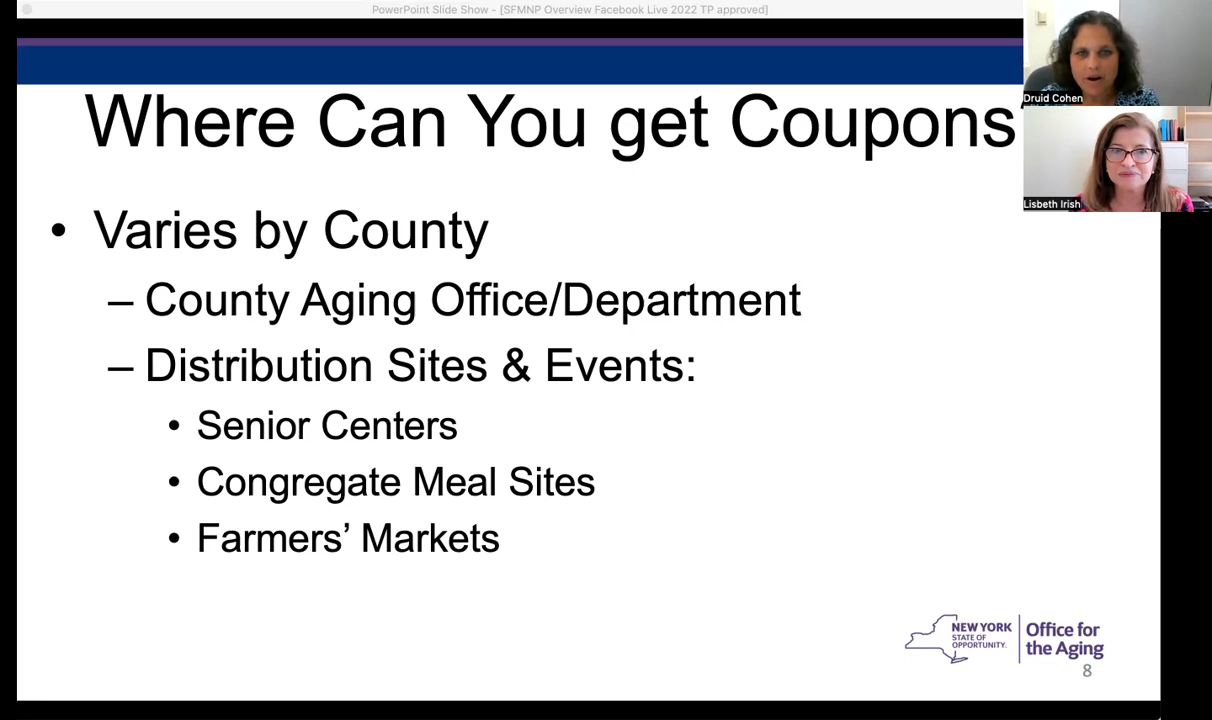 PowerPoint Slide Show - [SFMNP Overview Facebook Live 2022 TP approved]
Where Can You get Coupons
• Varies by County
– County Aging Office/Department
– Distribution Sites & Events:
• Senior Centers
• Congregate Meal Sites
• Farmers’ Markets
Druid Cohen
Lisbeth Irish
NEW YORK
STATE OF
OPPORTUNITY.
Office for
the Aging
8